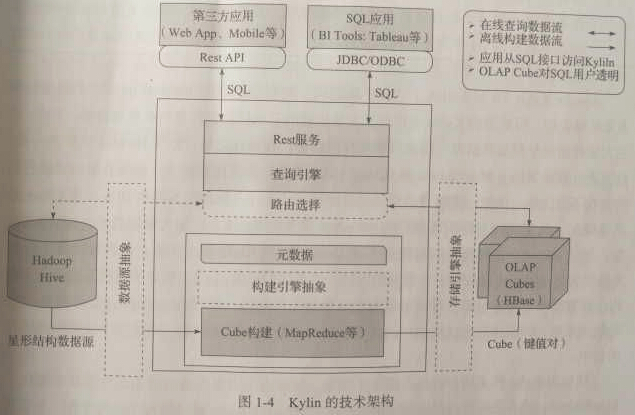 第三方应用
(Web App、Mobile等)
Rest API
SQL应用
(BI Tools: Tableau等)
JDBC/ODBC
在线查询数据流
离线构建数据流
应用从SQL接口访问Kyliln
OLAP Cube对SQL用户透明
SQL
SQL
Rest服务
查询引擎
路由选择
Hadoop
Hive
星形结构数据源
数据源抽象
元数据
构建引擎抽象
Cube构建(MapReduce等)
存储引擎抽象
OLAP
Cubes
(HBase)
Cube(键值对)
图 1-4 Kylin 的技术架构